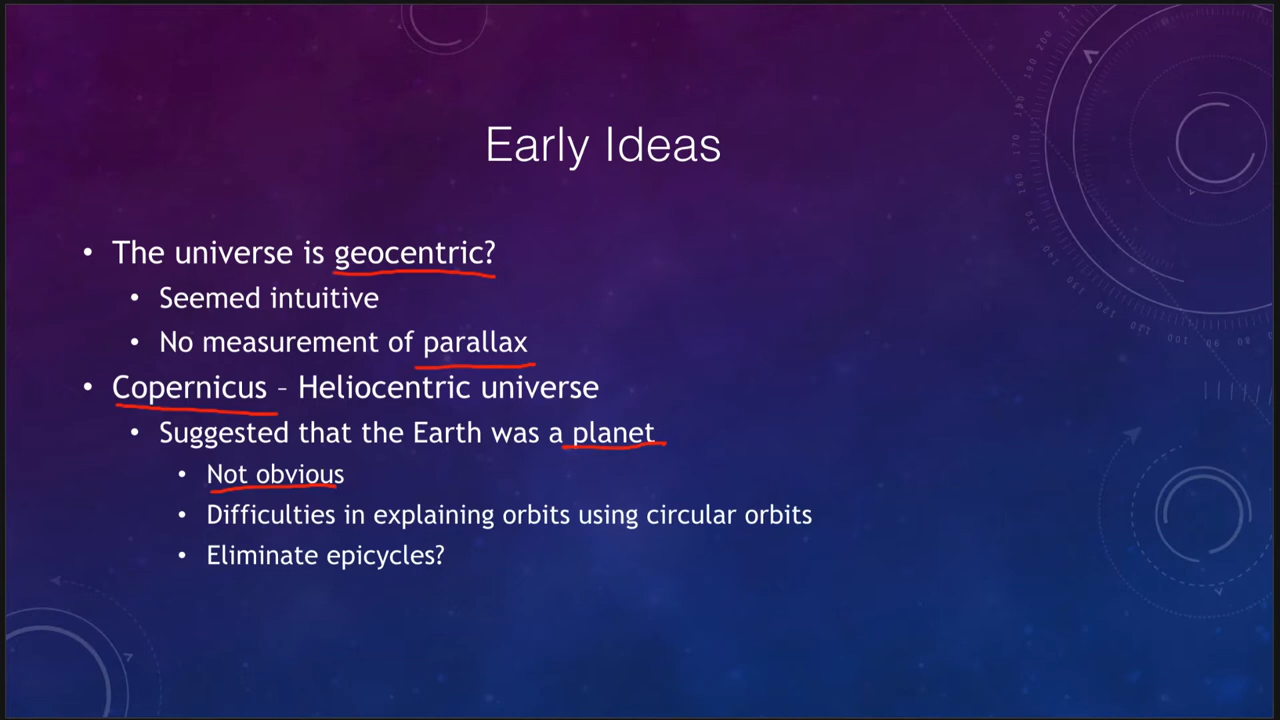 Early Ideas
• The universe is geocentric?
• Seemed intuitive
• No measurement of parallax
• Copernicus – Heliocentric universe
• Suggested that the Earth was a planet
• Not obvious
• Difficulties in explaining orbits using circular orbits
• Eliminate epicycles?